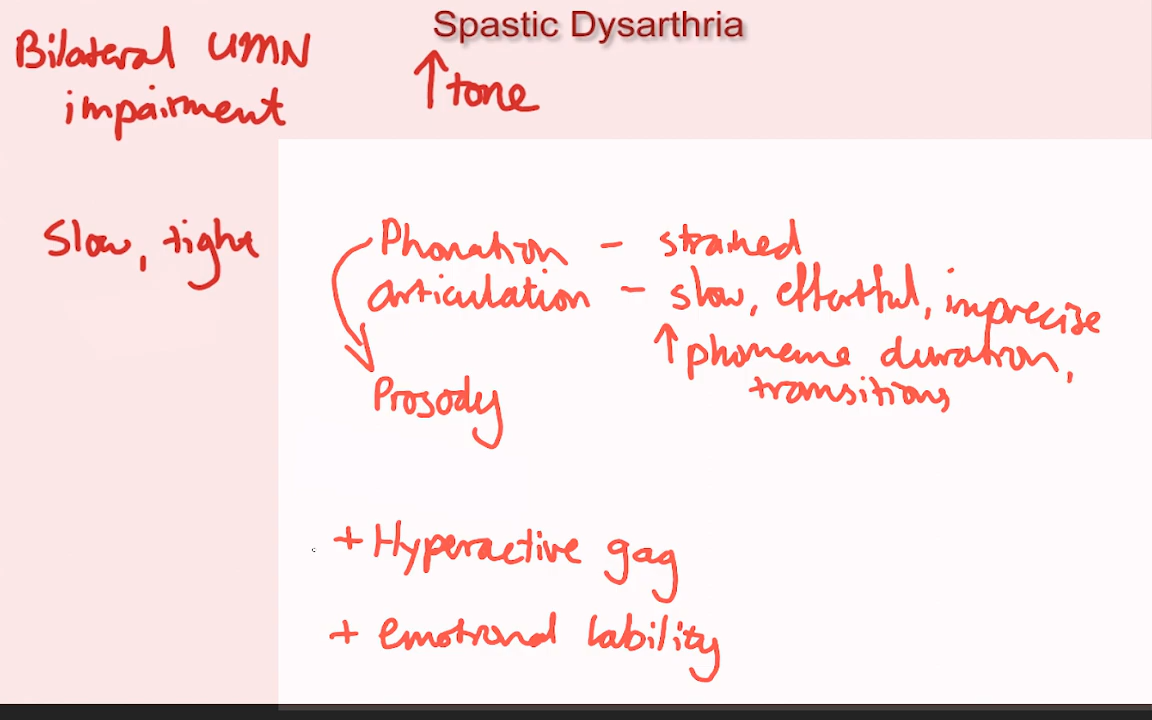 Spastic Dysarthria
Bilateral UMN
impairment
↑ tone
Slow, tight
Phonation - strained
articulation - slow, effortful, imprecise
↑ phoneme duration,
transitions
Prosody
+ Hyperactive gag
+ emotional lability